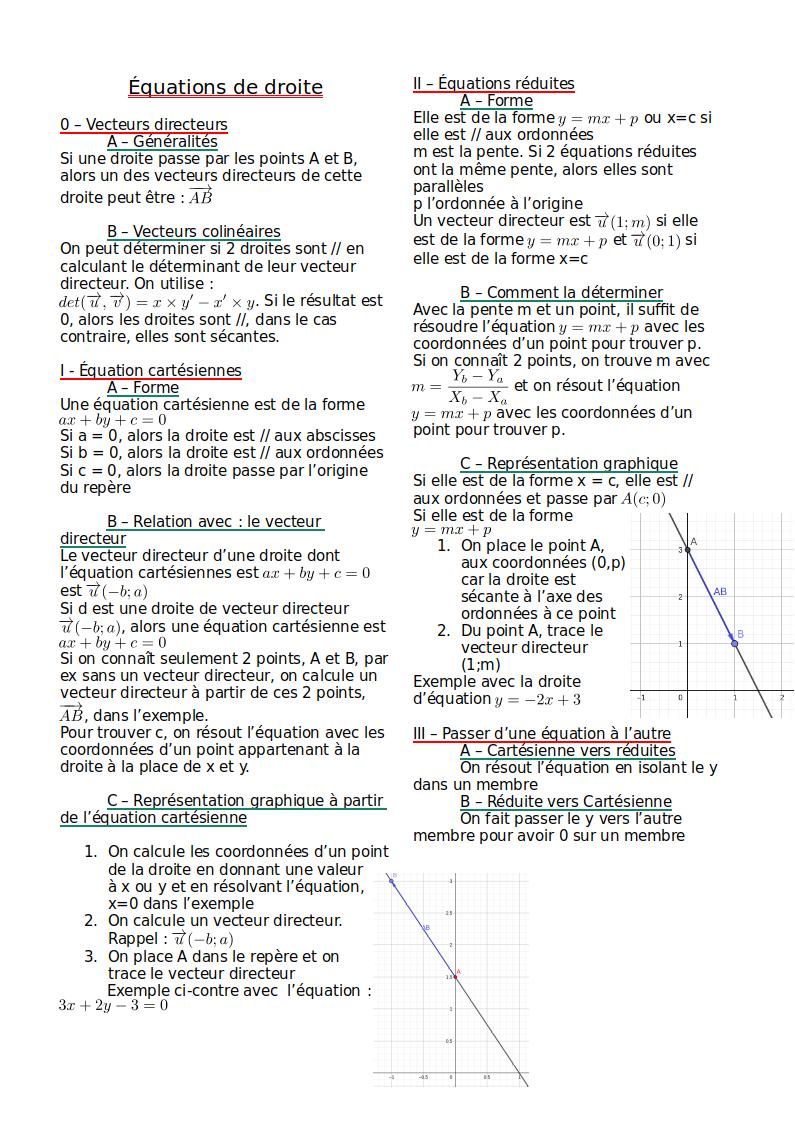 Équations de droite
0 – Vecteurs directeurs
A – Généralités
Si une droite passe par les points A et B,
alors un des vecteurs directeurs de cette
droite peut être : \overrightarrow{AB}
B – Vecteurs colinéaires
On peut déterminer si 2 droites sont // en
calculant le déterminant de leur vecteur
directeur. On utilise :
det(\overrightarrow{u}, \overrightarrow{v}) = x × y′ − x′ × y. Si le résultat est
0, alors les droites sont //, dans le cas
contraire, elles sont sécantes.
I - Équation cartésiennes
A – Forme
Une équation cartésienne est de la forme
ax + by + c = 0
Si a = 0, alors la droite est // aux abscisses
Si b = 0, alors la droite est // aux ordonnées
Si c = 0, alors la droite passe par l’origine
du repère
B – Relation avec : le vecteur
directeur
Le vecteur directeur d’une droite dont
l’équation cartésiennes est ax + by + c = 0
est \overrightarrow{u}(−b; a)
Si d est une droite de vecteur directeur
\overrightarrow{u}(−b; a), alors une équation cartésienne est
ax + by + c = 0
Si on connaît seulement 2 points, A et B, par
ex sans un vecteur directeur, on calcule un
vecteur directeur à partir de ces 2 points,
\overrightarrow{AB}, dans l’exemple.
Pour trouver c, on résout l’équation avec les
coordonnées d’un point appartenant à la
droite à la place de x et y.
C – Représentation graphique à partir
de l’équation cartésienne
1. On calcule les coordonnées d’un point
de la droite en donnant une valeur
à x ou y et en résolvant l’équation,
x=0 dans l’exemple
2. On calcule un vecteur directeur.
Rappel : \overrightarrow{u}(−b; a)
3. On place A dans le repère et on
trace le vecteur directeur
Exemple ci-contre avec l’équation :
3x + 2y − 3 = 0
B
3
2.5
AB
2
A
1.5
1
0.5
−1 −0.5 0 0.5 1
II – Équations réduites
A – Forme
Elle est de la forme y = mx + p ou x=c si
elle est // aux ordonnées
m est la pente. Si 2 équations réduites
ont la même pente, alors elles sont
parallèles
p l’ordonnée à l’origine
Un vecteur directeur est \overrightarrow{u}(1; m) si elle
est de la forme y = mx + p et \overrightarrow{u}(0; 1) si
elle est de la forme x=c
B – Comment la déterminer
Avec la pente m et un point, il suffit de
résoudre l’équation y = mx + p avec les
coordonnées d’un point pour trouver p.
Si on connaît 2 points, on trouve m avec
m = \frac{Y_b − Y_a}{X_b − X_a} et on résout l’équation
y = mx + p avec les coordonnées d’un
point pour trouver p.
C – Représentation graphique
Si elle est de la forme x = c, elle est //
aux ordonnées et passe par A(c; 0)
Si elle est de la forme
y = mx + p
1. On place le point A,
aux coordonnées (0,p)
car la droite est
sécante à l’axe des
ordonnées à ce point
2. Du point A, trace le
vecteur directeur
(1;m)
Exemple avec la droite
d’équation y = −2x + 3
A
3
AB
2
B
1
−1 0 1 2
III – Passer d’une équation à l’autre
A – Cartésienne vers réduites
On résout l’équation en isolant le y
dans un membre
B – Réduite vers Cartésienne
On fait passer le y vers l’autre
membre pour avoir 0 sur un membre